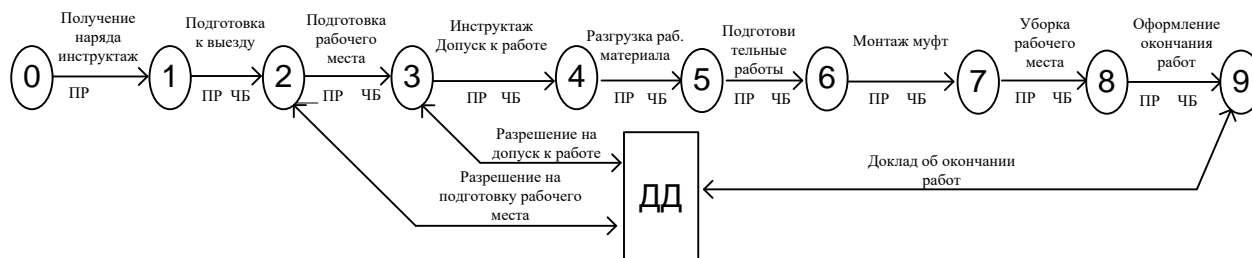 Получение
наряда
инструктаж
Подготовка
к выезду
Подготовка
рабочего
места
Инструктаж
Допуск к работе
Разгрузка раб.
материала
Подготови
тельные
работы
Монтаж муфт
Уборка
рабочего
места
Оформление
окончания
работ
0
1
2
3
4
5
6
7
8
9
ПР
ПР ЧБ
ПР ЧБ
ПР ЧБ
ПР ЧБ
ПР ЧБ
ПР ЧБ
ПР ЧБ
ПР ЧБ
Разрешение на
допуск к работе
Разрешение на
подготовку рабочего
места
ДД
Доклад об окончании
работ